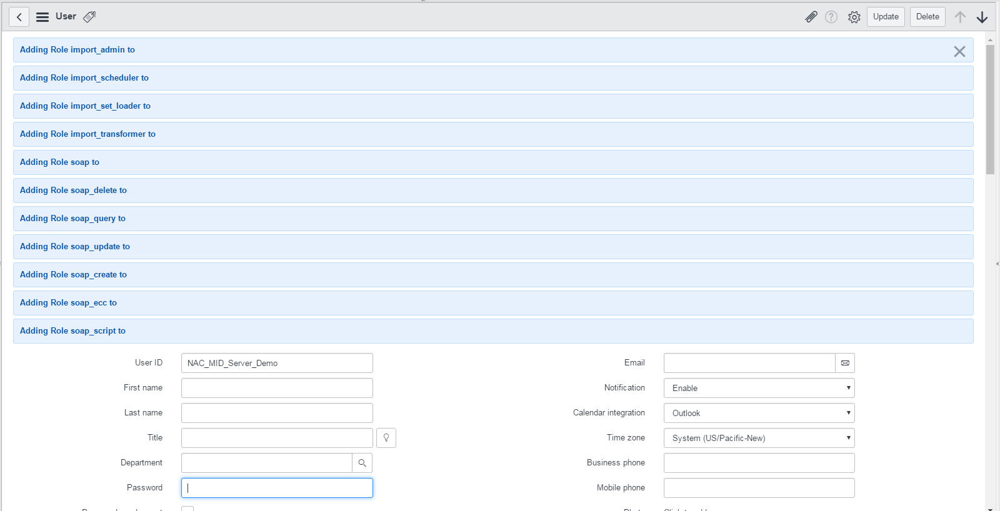 User
Update
Delete
Adding Role import_admin to
Adding Role import_scheduler to
Adding Role import_set_loader to
Adding Role import_transformer to
Adding Role soap to
Adding Role soap_delete to
Adding Role soap_query to
Adding Role soap_update to
Adding Role soap_create to
Adding Role soap_ecc to
Adding Role soap_script to
User ID NAC_MID_Server_Demo
Email
First name
Notification Enable
Last name
Calendar integration Outlook
Title
Time zone System (US/Pacific-New)
Department
Business phone
Password
Mobile phone